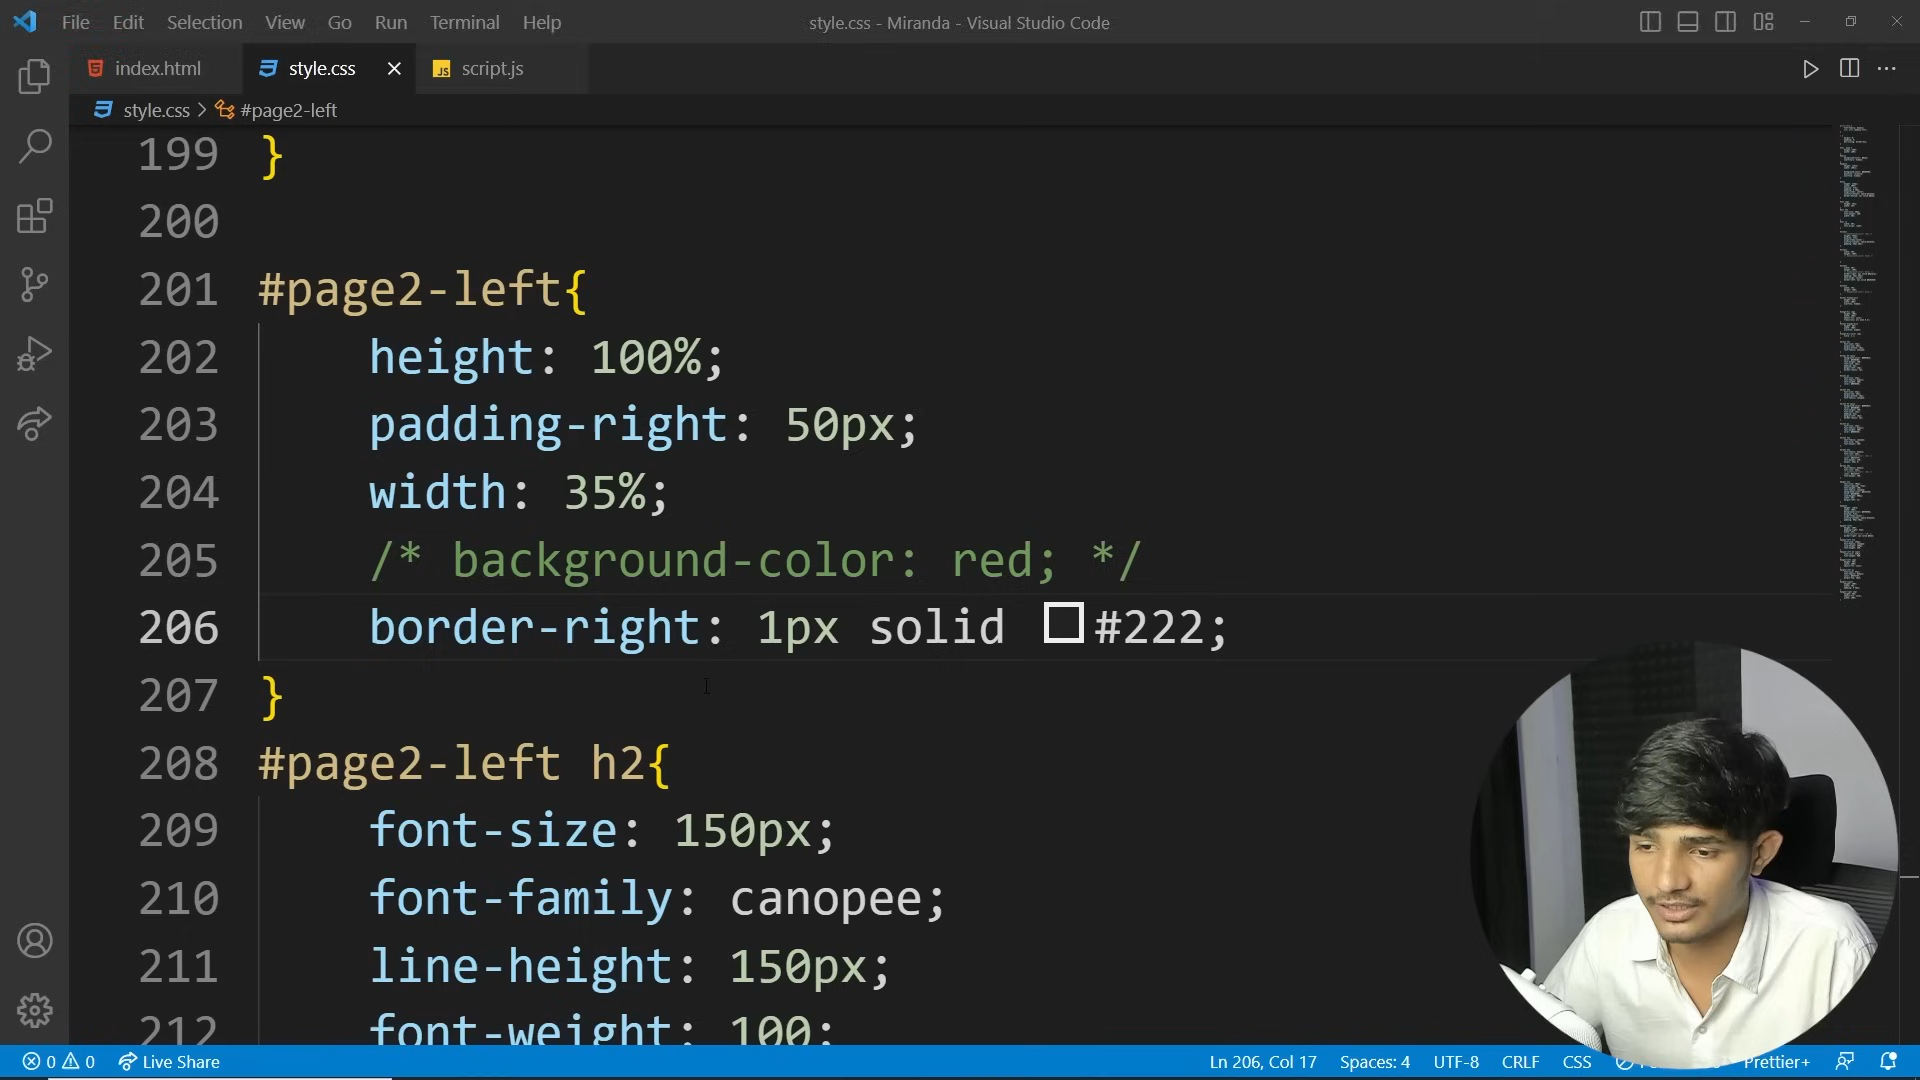 File Edit Selection View Go Run Terminal Help
style.css - Miranda - Visual Studio Code
index.html
style.css
JS script.js
style.css > #page2-left
199 }
200
201 #page2-left{
202 height: 100%;
203 padding-right: 50px;
204 width: 35%;
205 /* background-color: red; */
206 border-right: 1px solid #222;
207 }
208 #page2-left h2{
209 font-size: 150px;
210 font-family: canopee;
211 line-height: 150px;
212 font-weight: 100;
0 0 Live Share
Ln 206, Col 17 Spaces: 4 UTF-8 CRLF CSS Prettier+